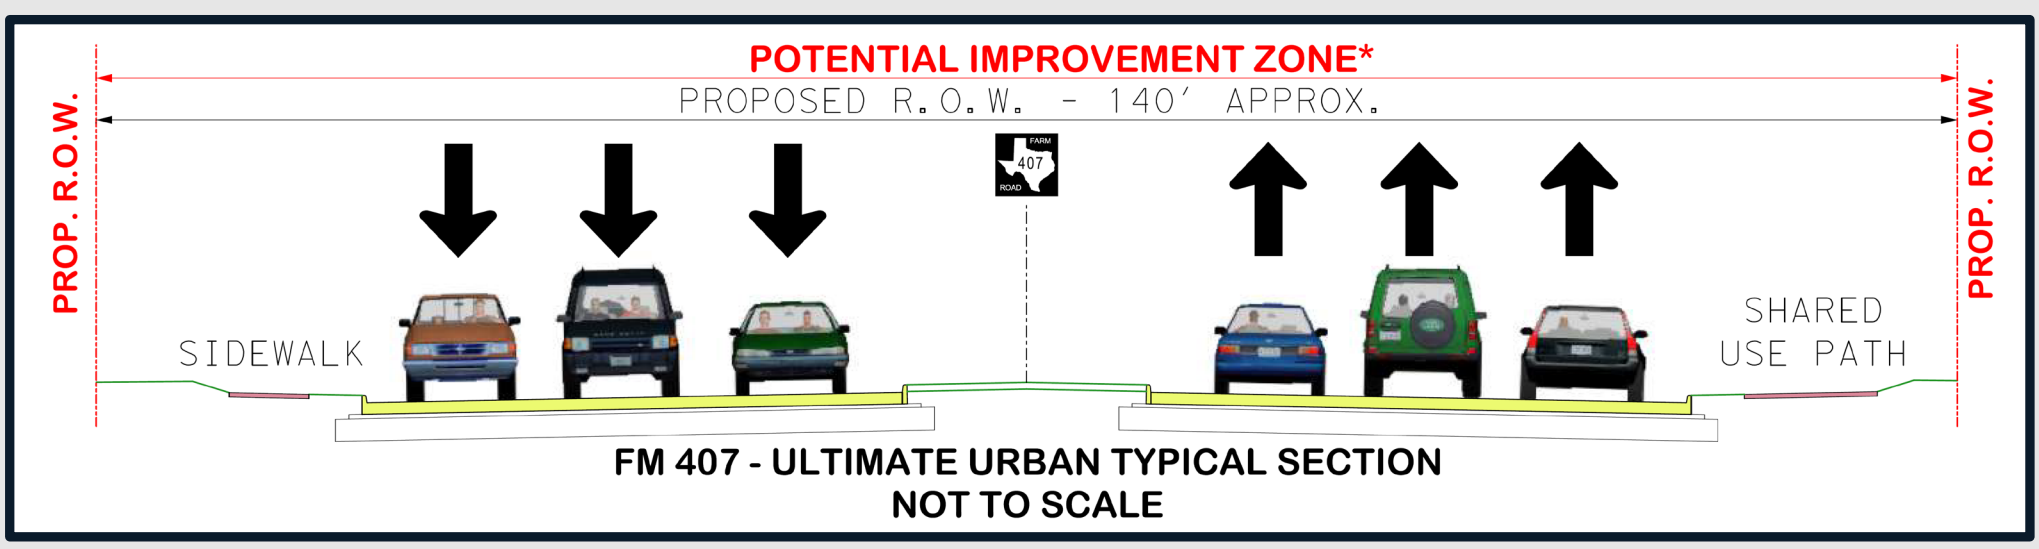 POTENTIAL IMPROVEMENT ZONE*
PROPOSED R.O.W. - 140' APPROX.
PROP. R.O.W.
FARM
407
ROAD
PROP. R.O.W.
SIDEWALK
SHARED
USE PATH
FM 407 - ULTIMATE URBAN TYPICAL SECTION
NOT TO SCALE